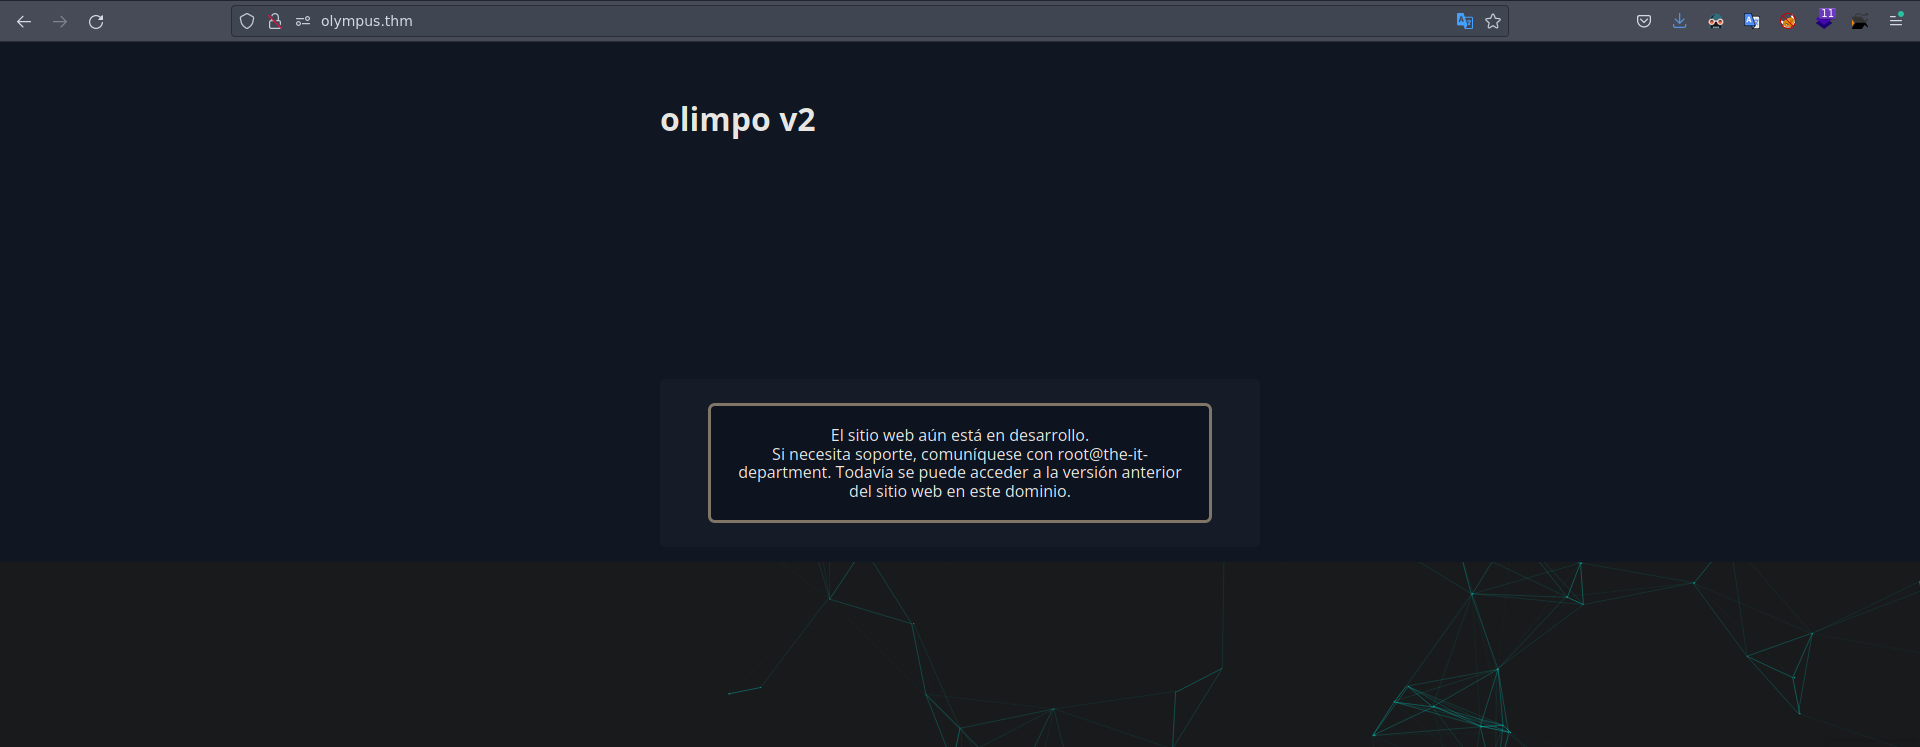 olympus.thm
11
olimpo v2
El sitio web aún está en desarrollo.
Si necesita soporte, comuníquese con root@the-it-
department. Todavía se puede acceder a la versión anterior
del sitio web en este dominio.